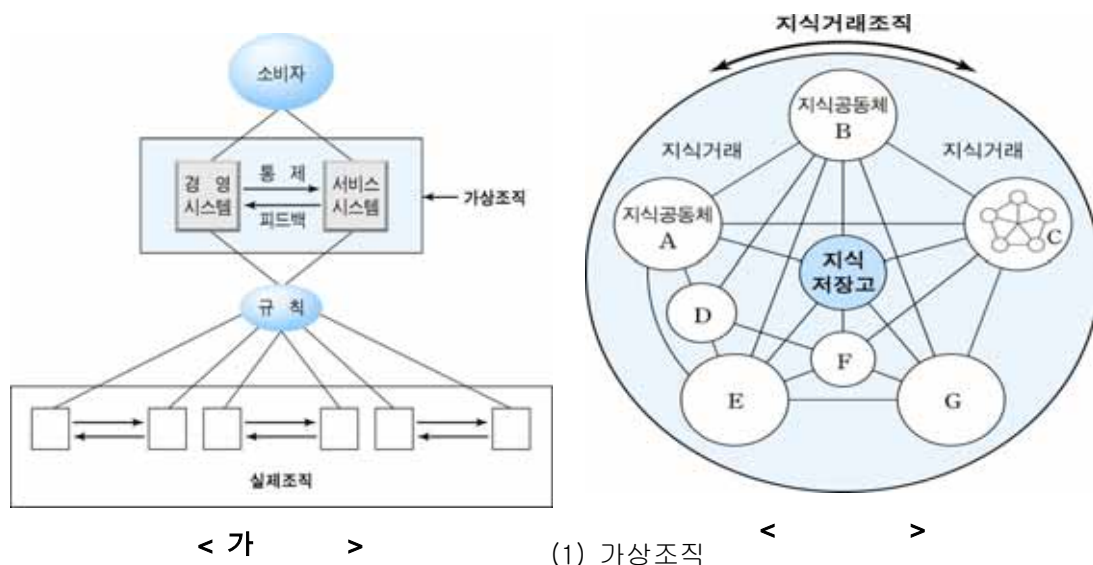 소비자
경 영
시스템
통 제
피드백
서비스
시스템
가상조직
규 칙
실제조직
< 가 >
지식거래조직
지식공동체
B
지식거래
지식거래
지식공동체
A
C
지식
저장고
D
F
E
G
< >
(1) 가상조직